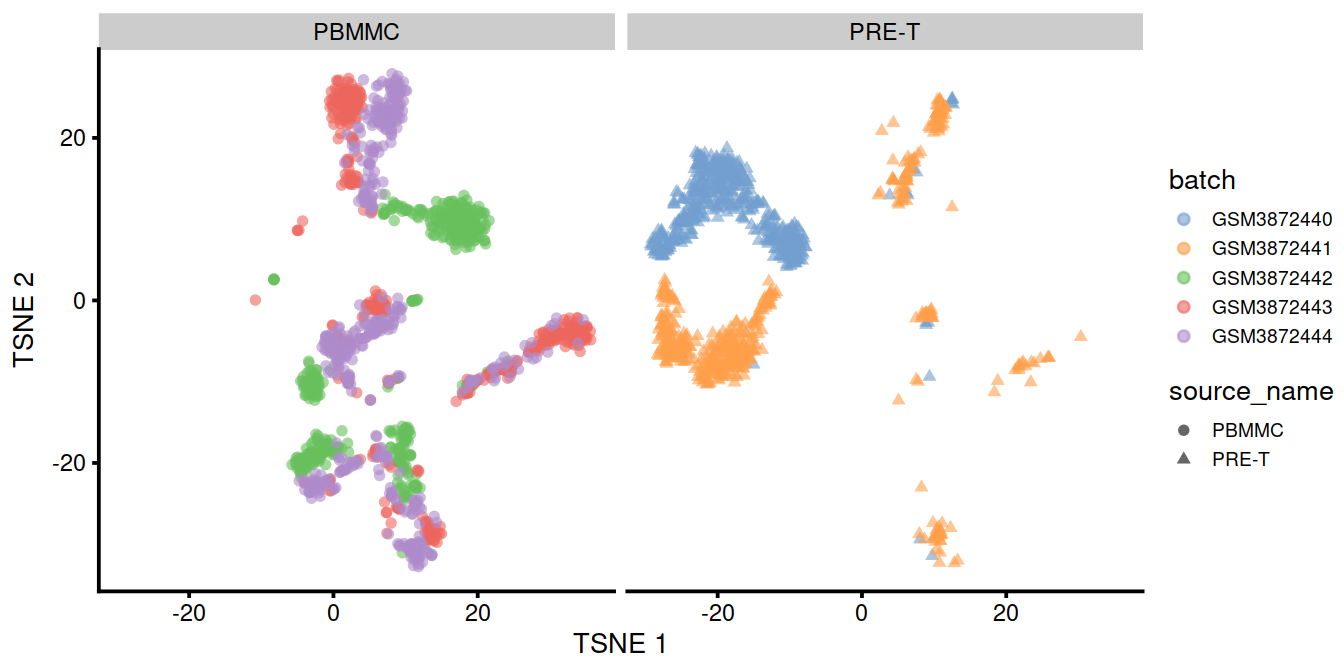 PBMMC
PRE-T
TSNE 2
20
0
-20
-20
0
20
-20
0
20
TSNE 1
batch
GSM3872440
GSM3872441
GSM3872442
GSM3872443
GSM3872444
source_name
PBMMC
PRE-T